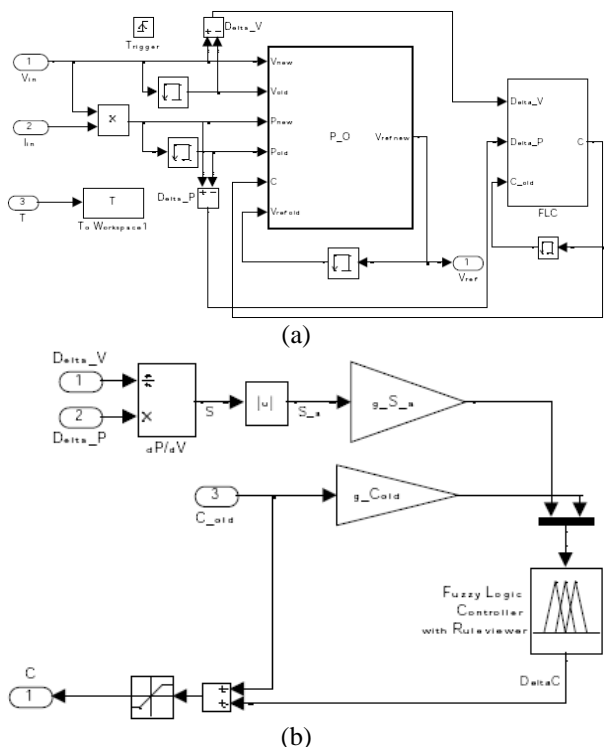 Trigger
Delta_V
1
Vin
2
Iin
3
T
T
To Workspace1
×
+ -
Vnew
Vold
Pnew
Pold
C
Vrefold
P_O
Vrefnew
+ -
Delta_P
1
Vref
Delta_V
Delta_P
C_old
C
FLC
(a)
Delta_V
1
2
Delta_P
÷
×
dP/dV
S
|u|
S_a
g_S_a
3
C_old
g_Cold
Fuzzy Logic
Controller
with Ruleviewer
DeltaC
C
1
+
+
(b)